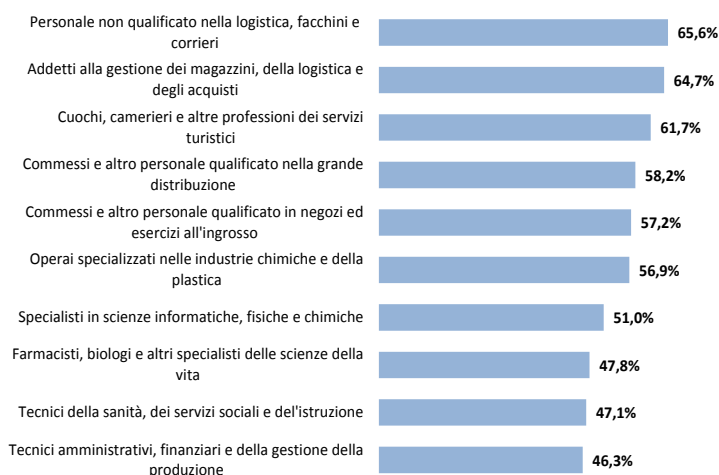 Personale non qualificato nella logistica, facchini e
corrieri
65,6%
Addetti alla gestione dei magazzini, della logistica e
degli acquisti
64,7%
Cuochi, camerieri e altre professioni dei servizi
turistici
61,7%
Commessi e altro personale qualificato nella grande
distribuzione
58,2%
Commessi e altro personale qualificato in negozi ed
esercizi all'ingrosso
57,2%
Operai specializzati nelle industrie chimiche e della
plastica
56,9%
Specialisti in scienze informatiche, fisiche e chimiche
51,0%
Farmacisti, biologi e altri specialisti delle scienze della
vita
47,8%
Tecnici della sanità, dei servizi sociali e del'istruzione
47,1%
Tecnici amministrativi, finanziari e della gestione della
produzione
46,3%